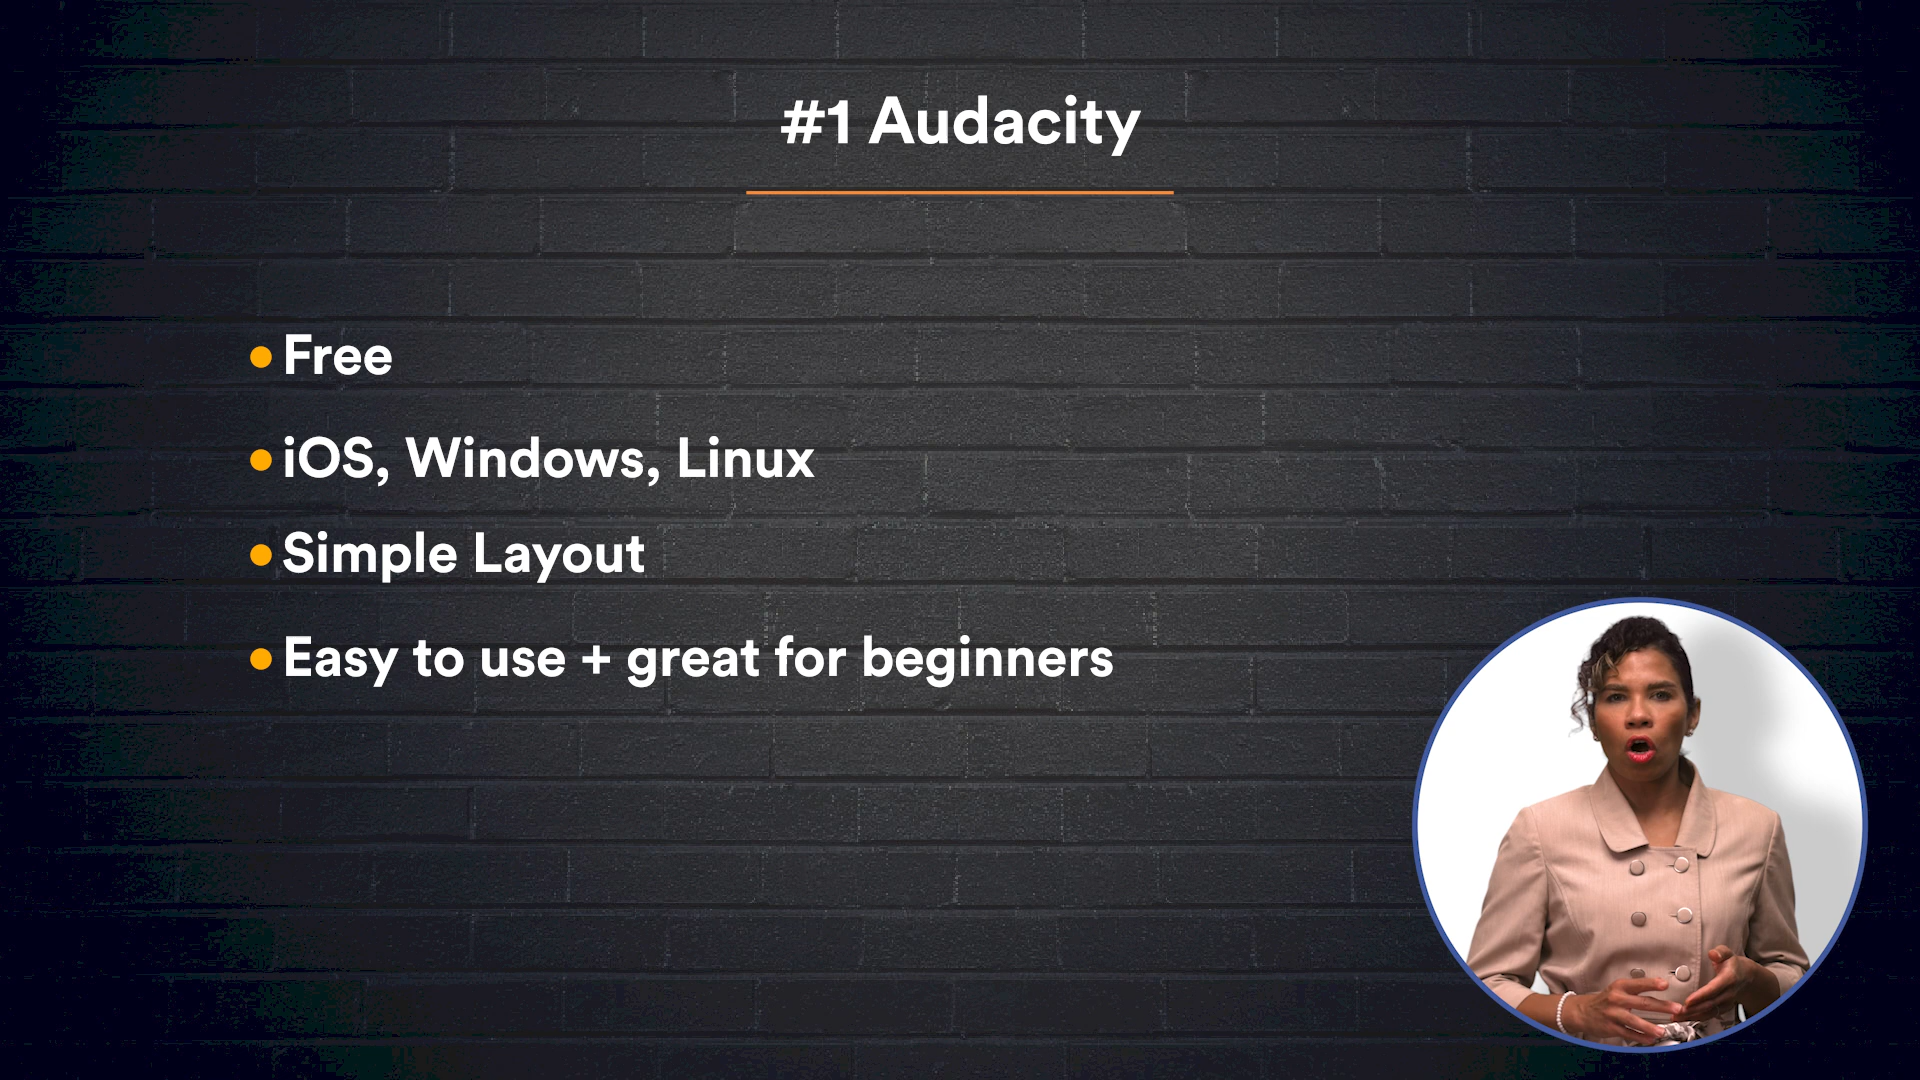 #1 Audacity
Free
iOS, Windows, Linux
Simple Layout
Easy to use + great for beginners